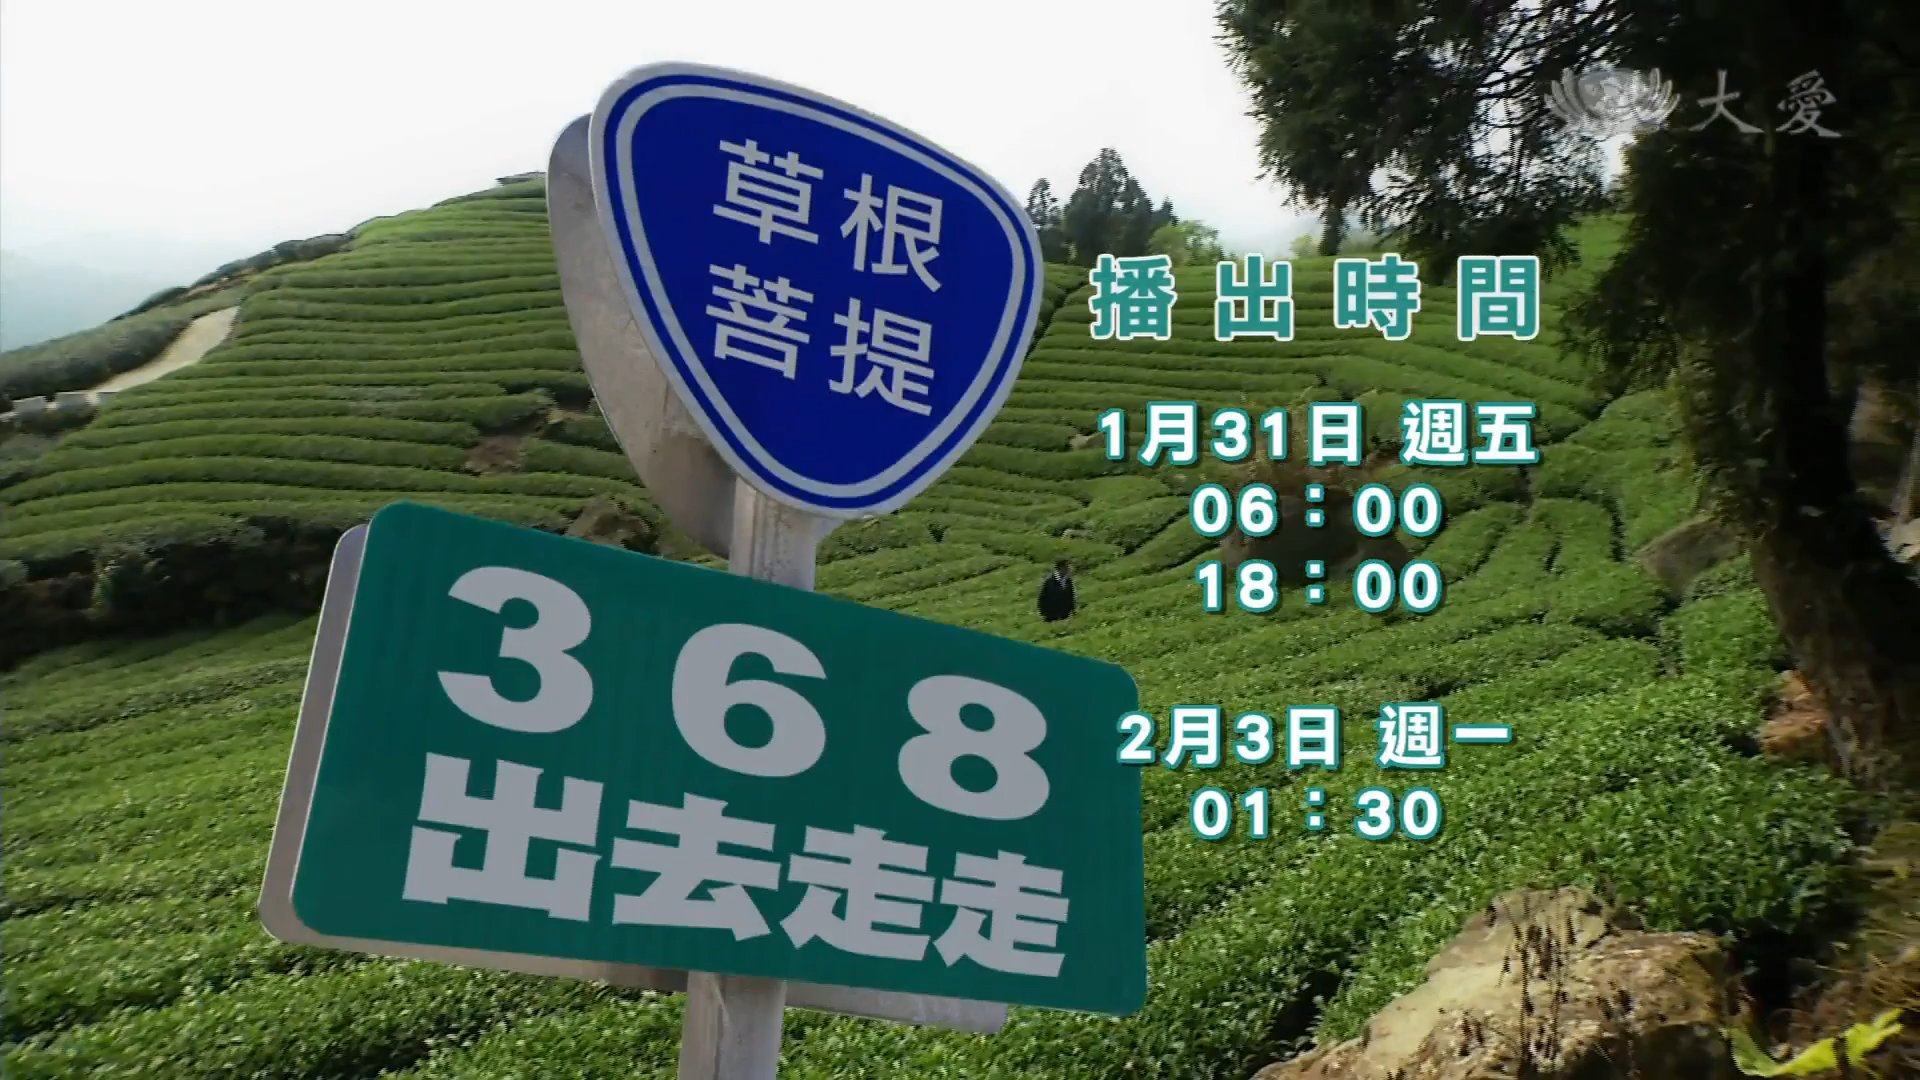 大愛
草根
菩提
368
出去走走
播出時間
1月31日 週五
06：00
18：00
2月3日 週一
01：30